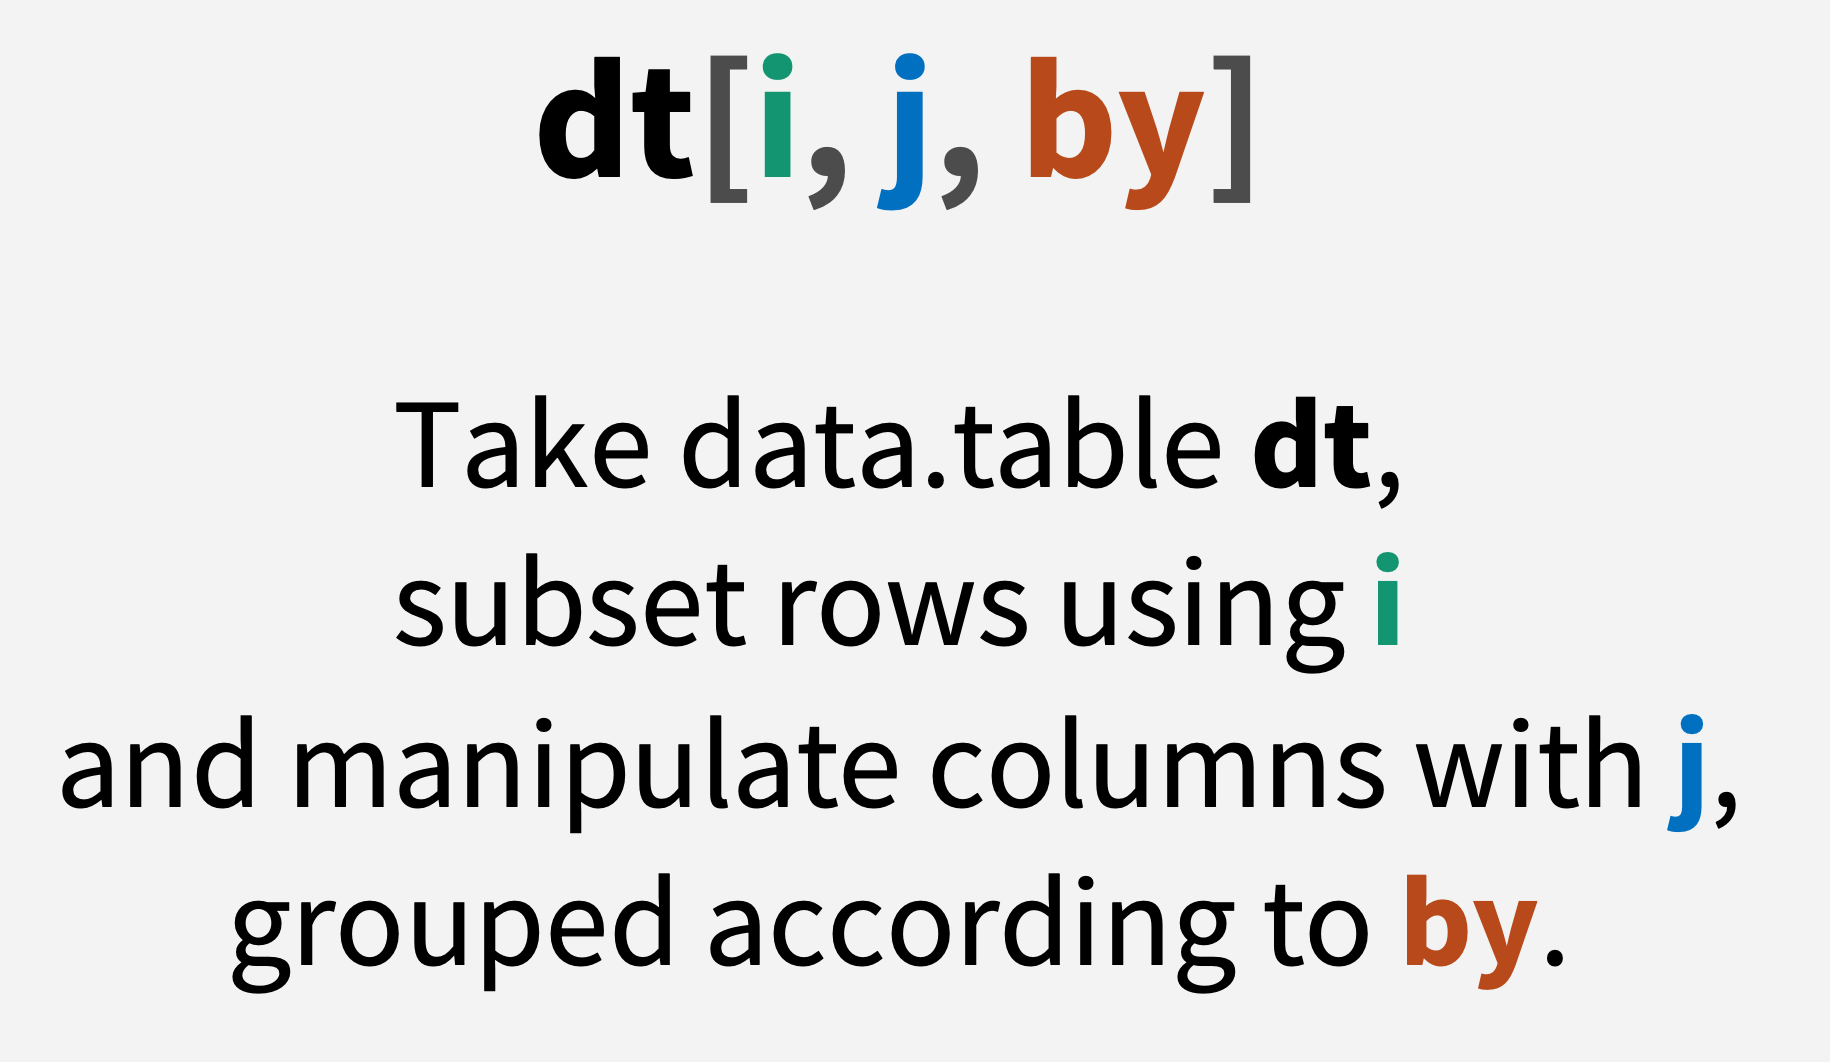 dt[i, j, by]
Take data.table dt,
subset rows using i
and manipulate columns with j,
grouped according to by.